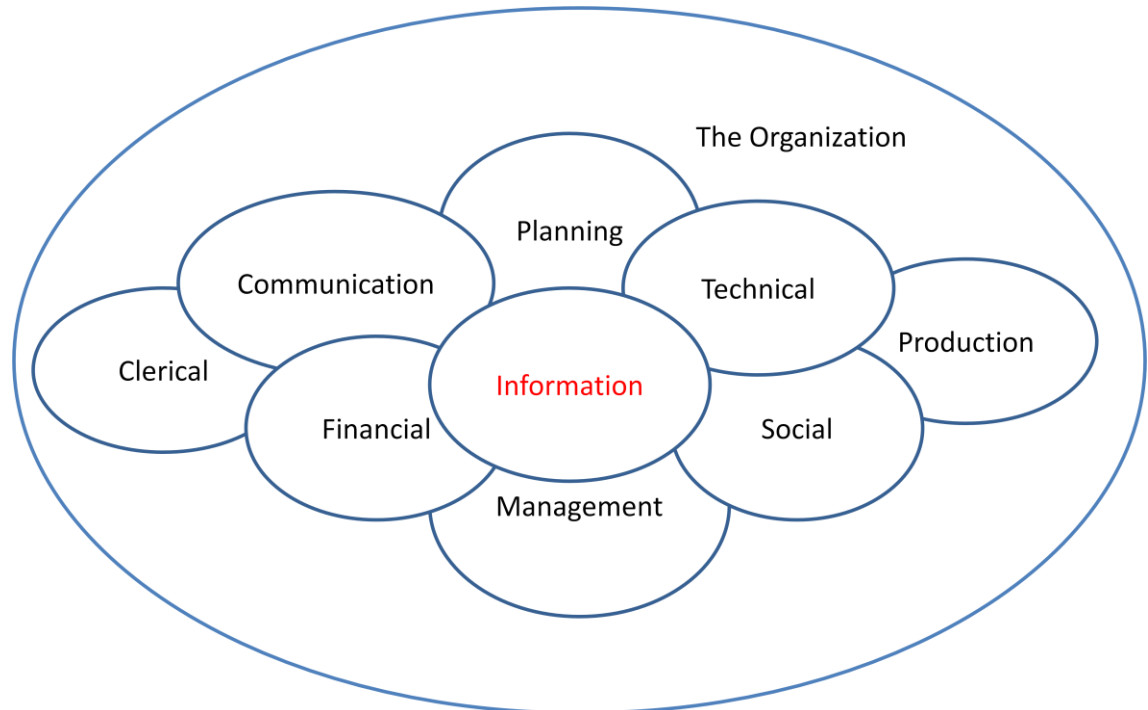 The Organization
Planning
Communication
Technical
Production
Clerical
Information
Financial
Social
Management